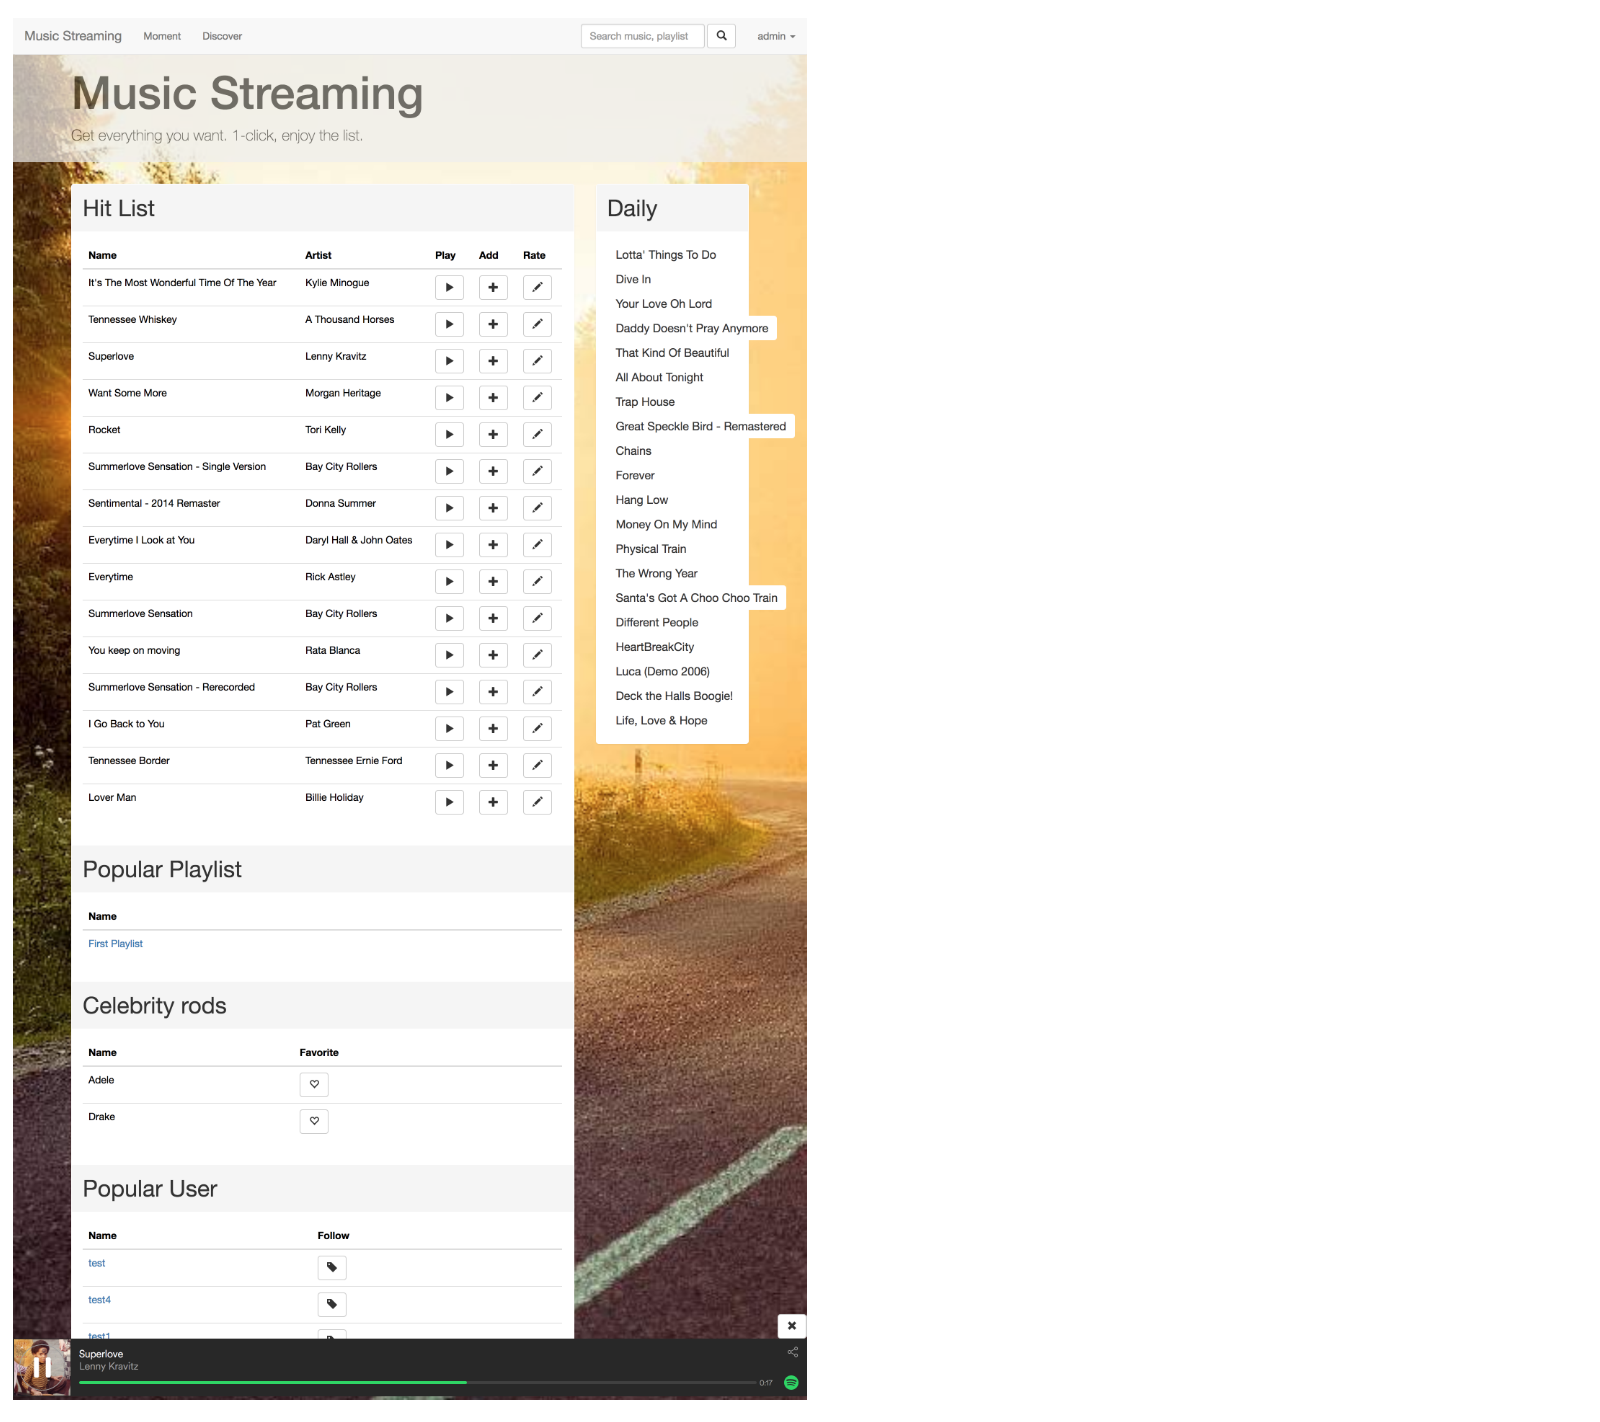 Music Streaming Moment Discover Search music, playlist admin
Music Streaming
Get everything you want. 1-click, enjoy the list.
Hit List
Name Artist Play Add Rate
It's The Most Wonderful Time Of The Year Kylie Minogue
Tennessee Whiskey A Thousand Horses
Superlove Lenny Kravitz
Want Some More Morgan Heritage
Rocket Tori Kelly
Summerlove Sensation - Single Version Bay City Rollers
Sentimental - 2014 Remaster Donna Summer
Everytime I Look at You Daryl Hall & John Oates
Everytime Rick Astley
Summerlove Sensation Bay City Rollers
You keep on moving Rata Blanca
Summerlove Sensation - Rerecorded Bay City Rollers
I Go Back to You Pat Green
Tennessee Border Tennessee Ernie Ford
Lover Man Billie Holiday
Popular Playlist
Name
First Playlist
Celebrity rods
Name Favorite
Adele
Drake
Popular User
Name Follow
test
test4
test1
Daily
Lotta' Things To Do
Dive In
Your Love Oh Lord
Daddy Doesn't Pray Anymore
That Kind Of Beautiful
All About Tonight
Trap House
Great Speckle Bird - Remastered
Chains
Forever
Hang Low
Money On My Mind
Physical Train
The Wrong Year
Santa's Got A Choo Choo Train
Different People
HeartBreakCity
Luca (Demo 2006)
Deck the Halls Boogie!
Life, Love & Hope
Superlove
Lenny Kravitz
0:17